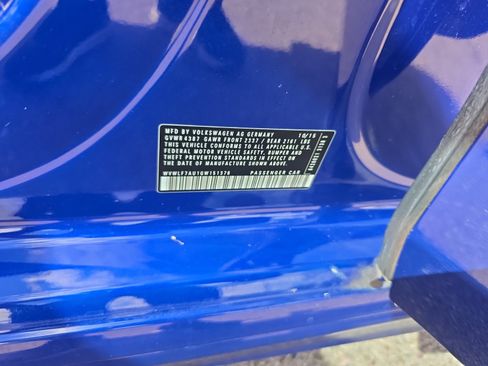 MFD BY VOLKSWAGEN AG GERMANY 10/15
GVWR 4387 GAWR FRONT 2337 / REAR 2161 LBS
THIS VEHICLE CONFORMS TO ALL APPLICABLE U.S.
FEDERAL MOTOR VEHICLE SAFETY, BUMPER AND
THEFT PREVENTION STANDARDS IN EFFECT ON THE
DATE OF MANUFACTURE SHOWN ABOVE.
WVWLF7AU1GW151376 PASSENGER CAR